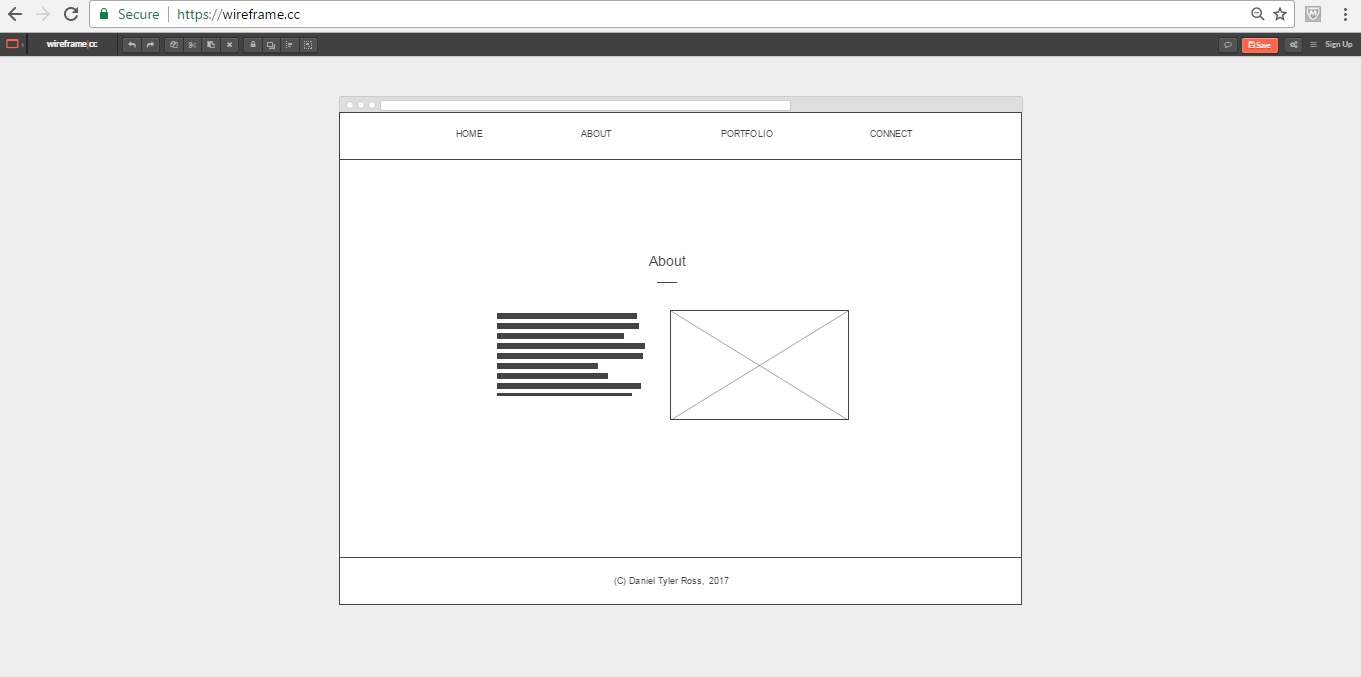 Secure https://wireframe.cc
wireframe|cc Save Sign Up
HOME ABOUT PORTFOLIO CONNECT
About
(C) Daniel Tyler Ross, 2017